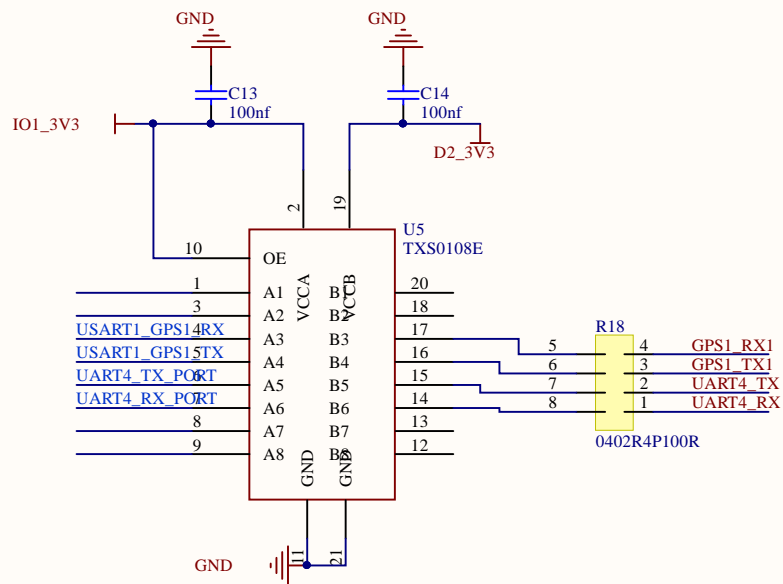 GND
GND
C13
100nf
C14
100nf
IO1_3V3
D2_3V3
2
19
U5
TXS0108E
10
OE
VCCA
VCCB
1
A1
B1
20
3
A2
B2
18
USART1_GPS1_RX
4
A3
B3
17
USART1_GPS1_TX
5
A4
B4
16
UART4_TX_PORT
6
A5
B5
15
UART4_RX_PORT
7
A6
B6
14
8
A7
B7
13
9
A8
B8
12
GND
GND
R18
5
4
GPS1_RX1
6
3
GPS1_TX1
7
2
UART4_TX
8
1
UART4_RX
0402R4P100R
11
21
GND